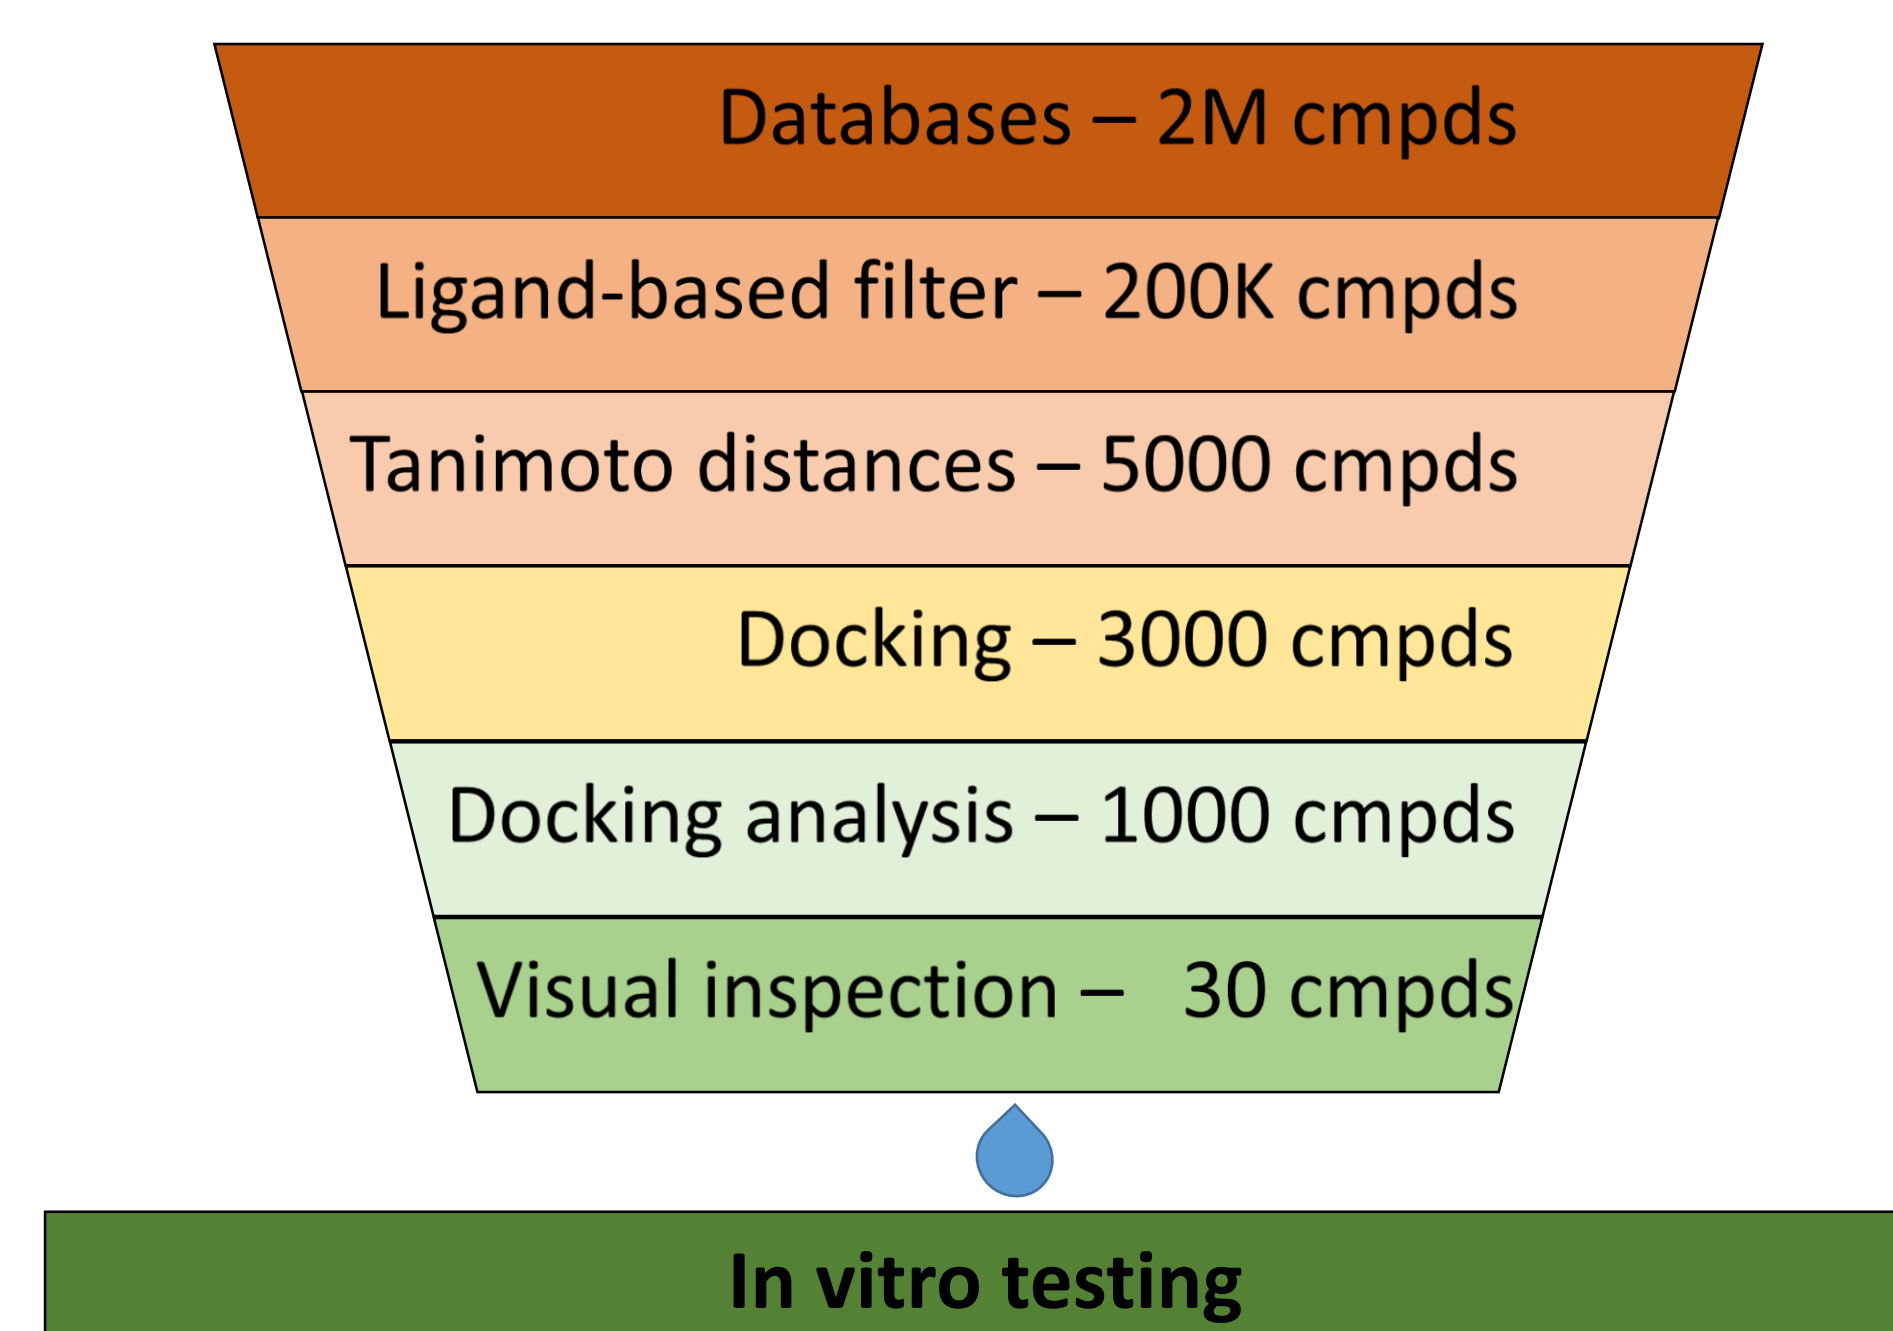 Databases – 2M cmpds
Ligand-based filter – 200K cmpds
Tanimoto distances – 5000 cmpds
Docking – 3000 cmpds
Docking analysis – 1000 cmpds
Visual inspection – 30 cmpds
In vitro testing